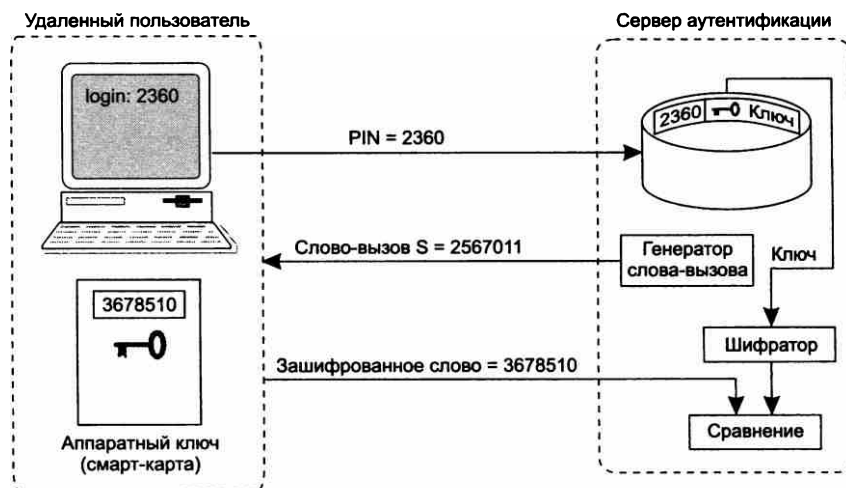 Удаленный пользователь
Сервер аутентификации
login: 2360
2360
Ключ
PIN = 2360
Слово-вызов S = 2567011
Генератор
слова-вызова
Ключ
3678510
Шифратор
Зашифрованное слово = 3678510
Сравнение
Аппаратный ключ
(смарт-карта)